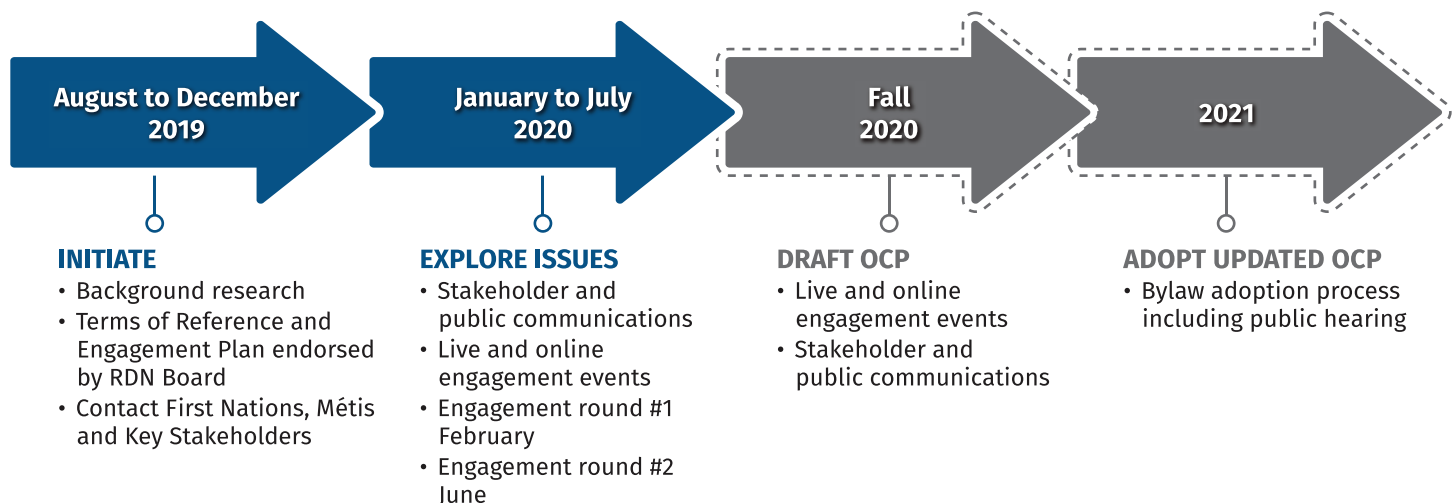 August to December
2019
January to July
2020
Fall
2020
2021
INITIATE
• Background research
• Terms of Reference and
Engagement Plan endorsed
by RDN Board
• Contact First Nations, Métis
and Key Stakeholders
EXPLORE ISSUES
• Stakeholder and
public communications
• Live and online
engagement events
• Engagement round #1
February
• Engagement round #2
June
DRAFT OCP
• Live and online
engagement events
• Stakeholder and
public communications
ADOPT UPDATED OCP
• Bylaw adoption process
including public hearing